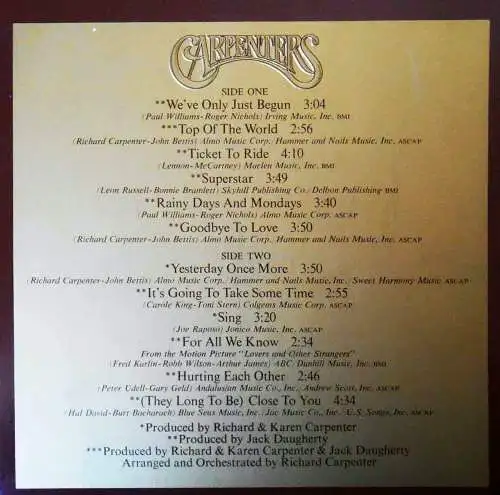 CARPENTERS
SIDE ONE
**We've Only Just Begun 3:04
(Paul Williams-Roger Nichols) Irving Music, Inc. BMI
***Top Of The World 2:56
(Richard Carpenter-John Bettis) Almo Music Corp. Hammer and Nails Music, Inc. ASCAP
**Ticket To Ride 4:10
(Lennon-McCartney) Maclen Music, Inc. BMI
**Superstar 3:49
(Leon Russell-Bonnie Bramlett) Skyhill Publishing Co./Delbon Publishing BMI
**Rainy Days And Mondays 3:40
(Paul Williams-Roger Nichols) Almo Music Corp. ASCAP
**Goodbye To Love 3:50
(Richard Carpenter-John Bettis) Almo Music Corp. Hammer and Nails Music, Inc. ASCAP
SIDE TWO
*Yesterday Once More 3:50
(Richard Carpenter-John Bettis) Almo Music Corp./Hammer and Nails Music, Inc./Sweet Harmony Music ASCAP
**It's Going To Take Some Time 2:55
(Carole King-Toni Stern) Colgems Music Corp. ASCAP
*Sing 3:20
(Joe Raposo) Jonico Music, Inc. ASCAP
**For All We Know 2:34
From the Motion Picture "Lovers and Other Strangers"
(Fred Karlin-Robb Wilson-Arthur James) ABC/Dunhill Music, Inc. BMI
**Hurting Each Other 2:46
(Peter Udell-Gary Geld) Andalusian Music Co., Inc./Andrew Scott, Inc. ASCAP
**(They Long To Be) Close To You 4:34
(Hal David-Burt Bacharach) Blue Seas Music, Inc./Jac Music Co., Inc./U.S. Songs, Inc. ASCAP
*Produced by Richard & Karen Carpenter
**Produced by Jack Daugherty
***Produced by Richard & Karen Carpenter & Jack Daugherty
Arranged and Orchestrated by Richard Carpenter